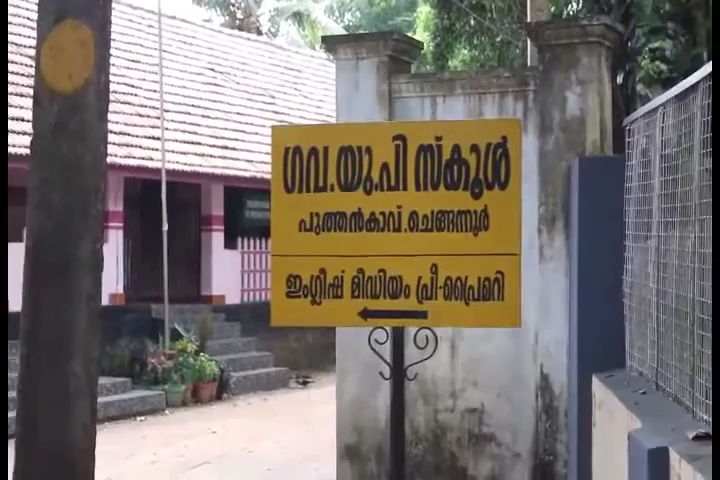 ഗവ.യു.പി സ്കൂൾ
പുത്തൻകാവ്,ചെങ്ങന്നൂർ
ഇംഗ്ലീഷ് മീഡിയം പ്രീ-പ്രൈമറി